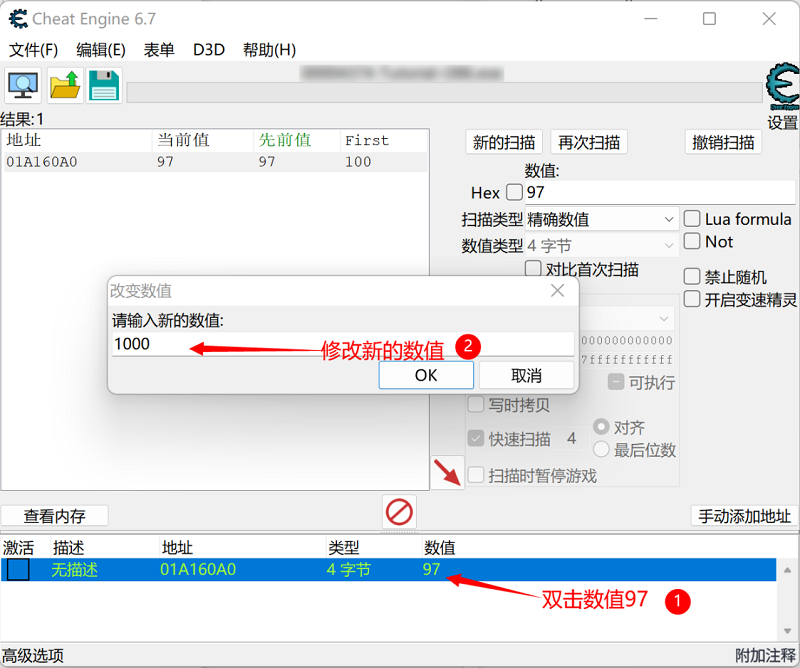 Cheat Engine 6.7
文件(F) 编辑(E) 表单 D3D 帮助(H)
Cheat Engine
设置
结果:1
地址 当前值 先前值 First
01A160A0 97 97 100
新的扫描 再次扫描 撤销扫描
数值:
Hex 97
扫描类型 精确数值 Lua formula
数值类型 4 字节 Not
对比首次扫描
禁止随机
开启变速精灵
改变数值
请输入新的数值:
1000
修改新的数值 2
OK 取消
000000000000
7fffffffffff
可执行
写时拷贝
快速扫描 4 对齐
最后位数
扫描时暂停游戏
查看内存 手动添加地址
激活 描述 地址 类型 数值
无描述 01A160A0 4 字节 97
双击数值97 1
高级选项 附加注释